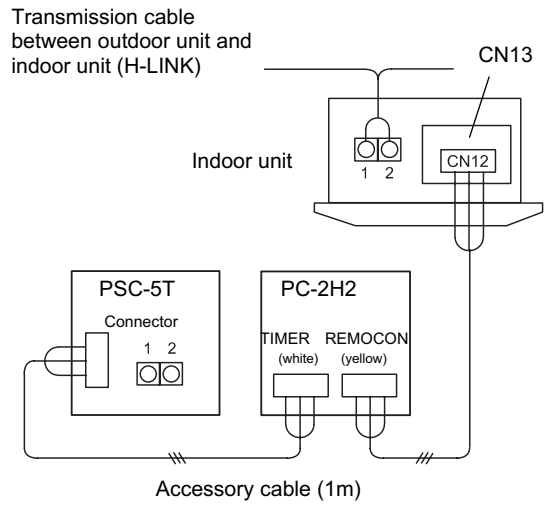 Transmission cable
between outdoor unit and
indoor unit (H-LINK)
CN13
Indoor unit
1 2
CN12
PSC-5T
Connector
1 2
PC-2H2
TIMER REMOCON
(white) (yellow)
Accessory cable (1m)